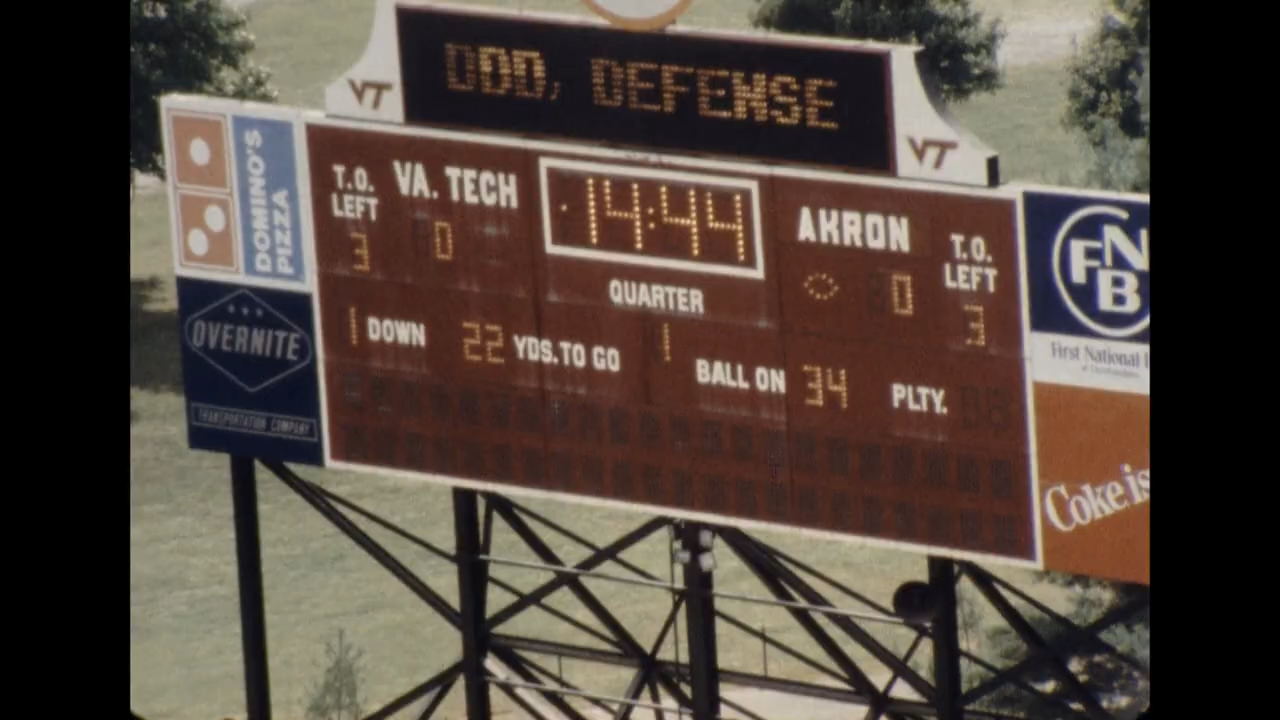 DDD, DEFENSE
VT
VT
DOMINO'S
PIZZA
T.O.
LEFT
3
VA. TECH
0
14:44
AKRON
0
T.O.
LEFT
3
FNB
First National
QUARTER
1
1 DOWN
22 YDS. TO GO
BALL ON 34
PLTY.
OVERNITE
TRANSPORTATION COMPANY
Coke is